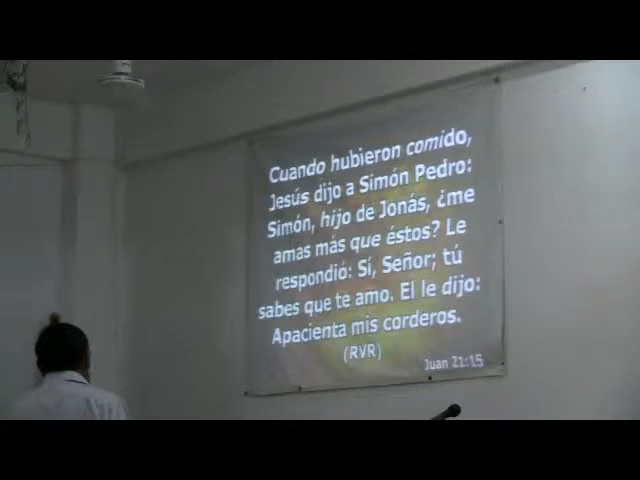 Cuando hubieron comido,
Jesús dijo a Simón Pedro:
Simón, hijo de Jonás, ¿me
amas más que éstos? Le
respondió: Sí, Señor; tú
sabes que te amo. El le dijo:
Apacienta mis corderos.
(RVR)
Juan 21:15